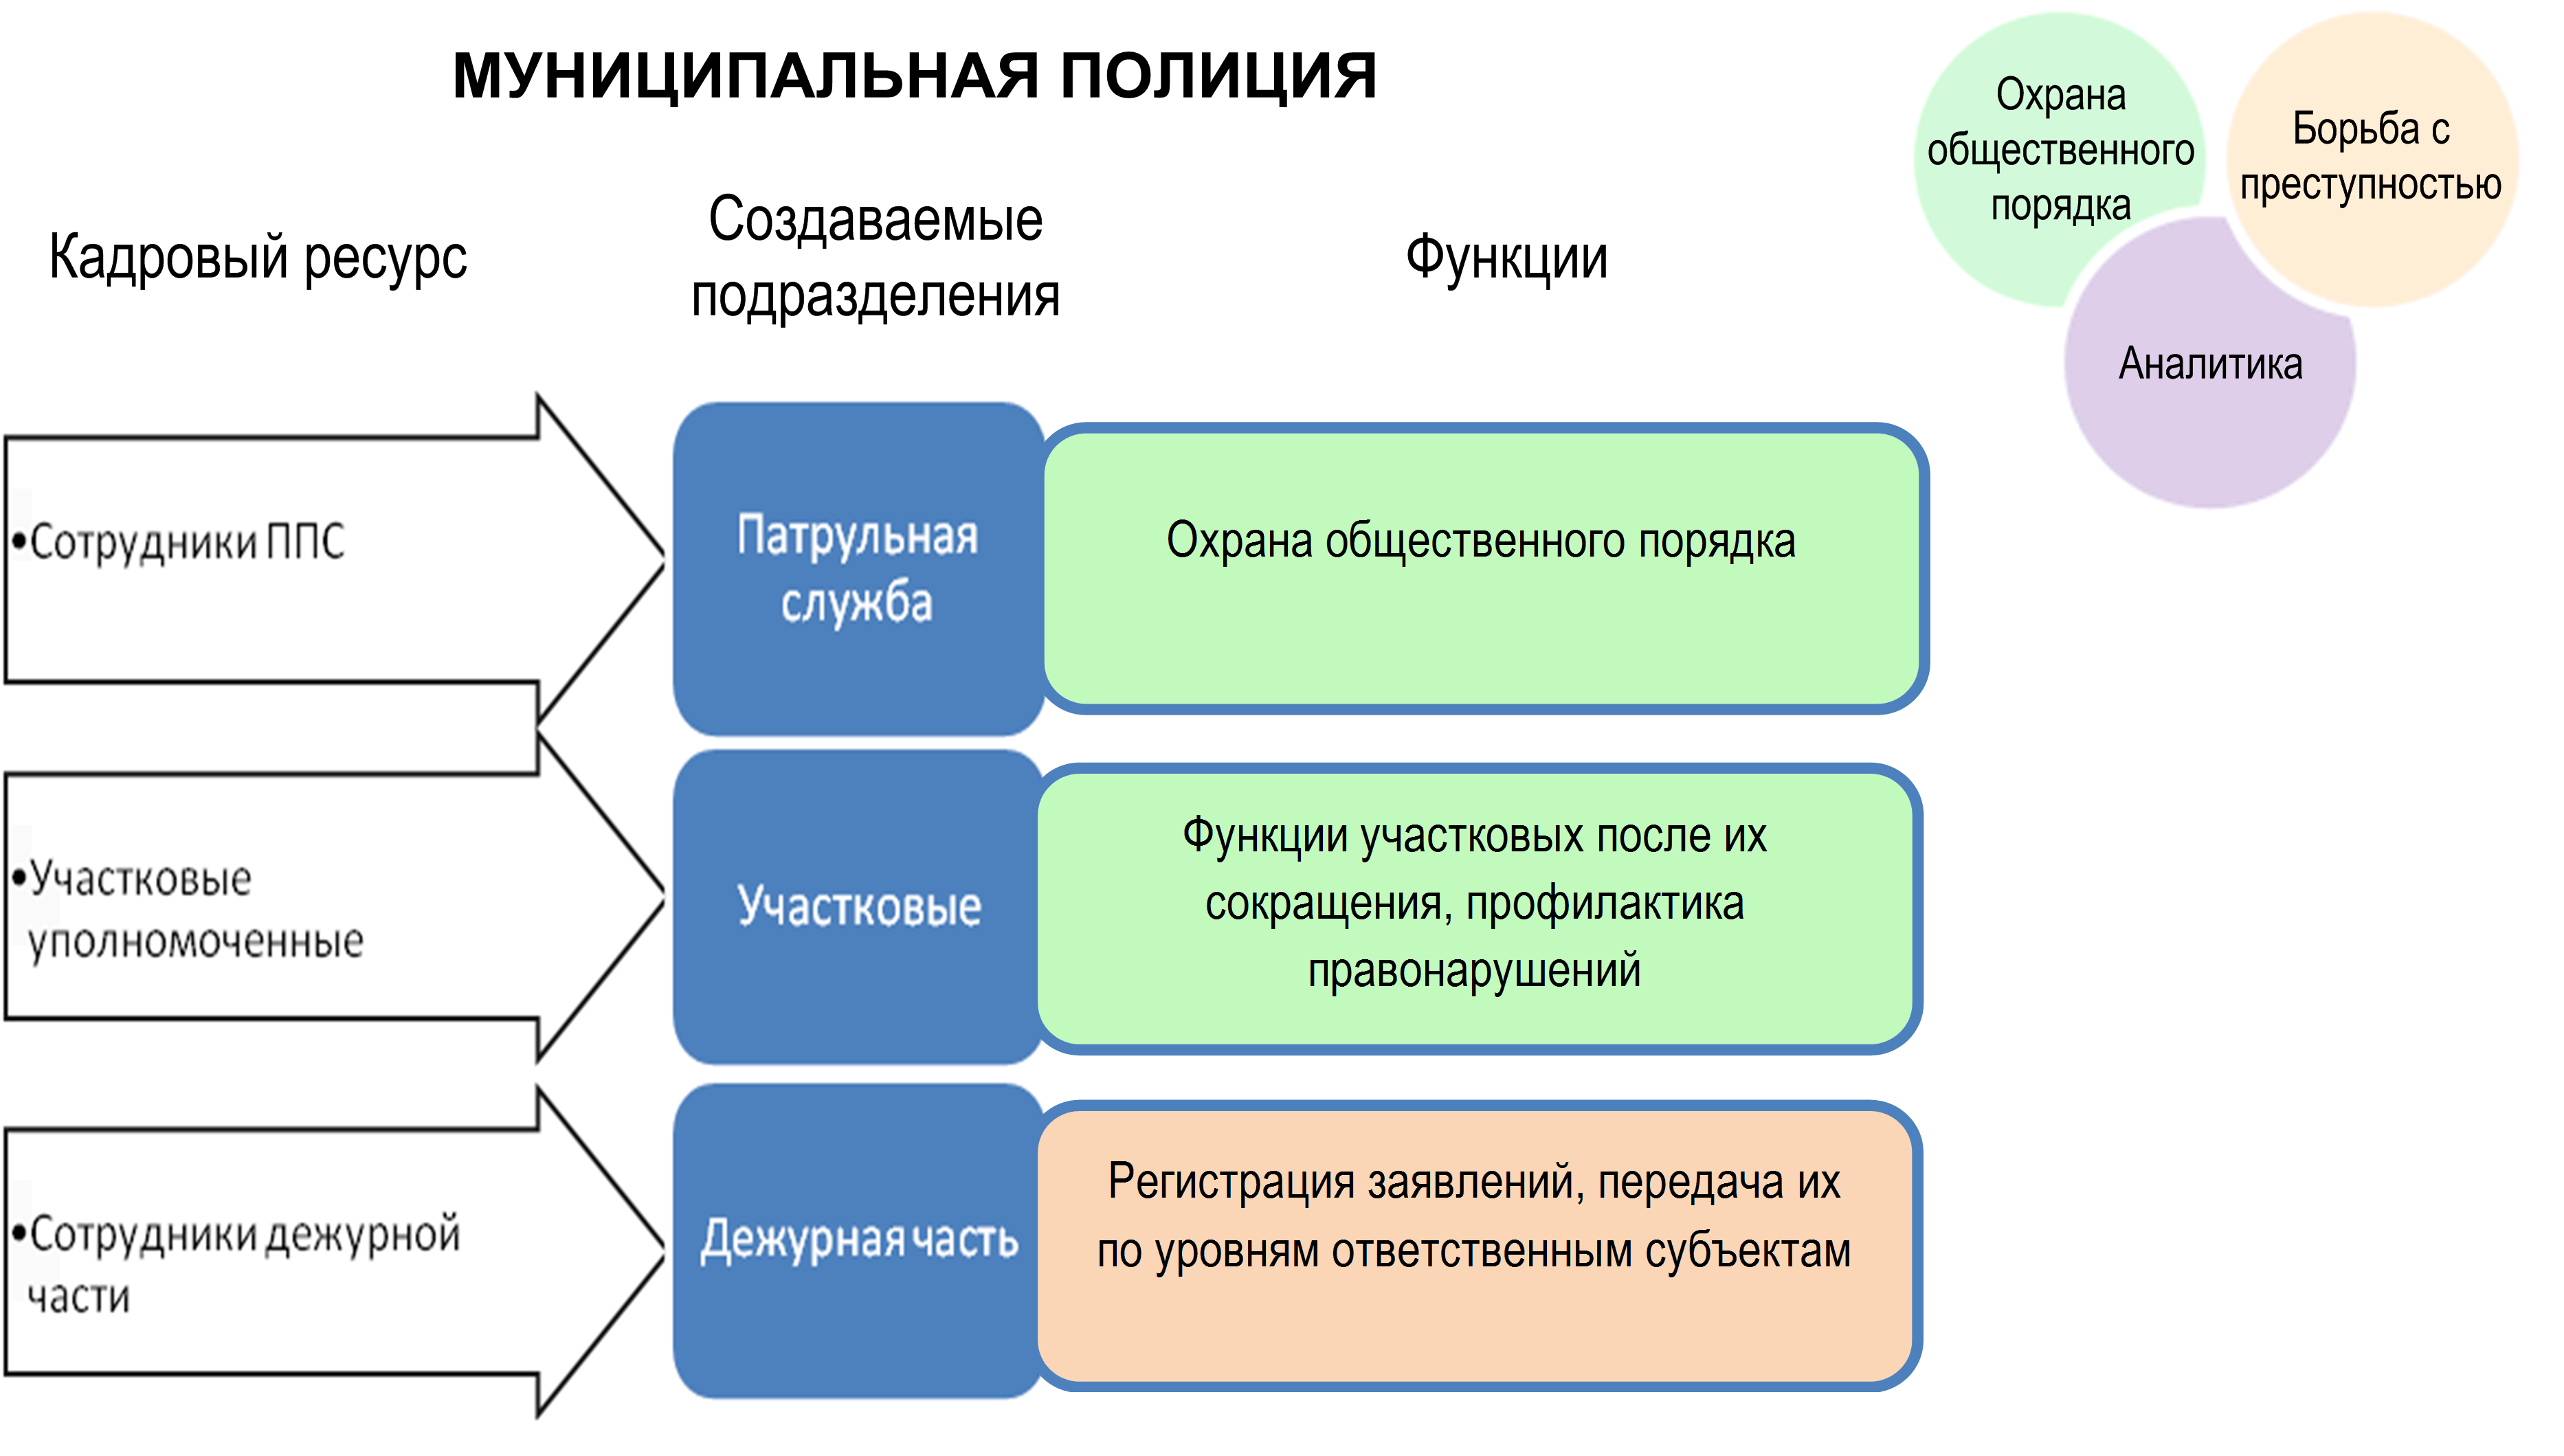 МУНИЦИПАЛЬНАЯ ПОЛИЦИЯ
Охрана
общественного
порядка
Борьба с
преступностью
Аналитика
Кадровый ресурс
Создаваемые
подразделения
Функции
•Сотрудники ППС
Патрульная
служба
Охрана общественного порядка
•Участковые
уполномоченные
Участковые
Функции участковых после их
сокращения, профилактика
правонарушений
•Сотрудники дежурной
части
Дежурная часть
Регистрация заявлений, передача их
по уровням ответственным субъектам